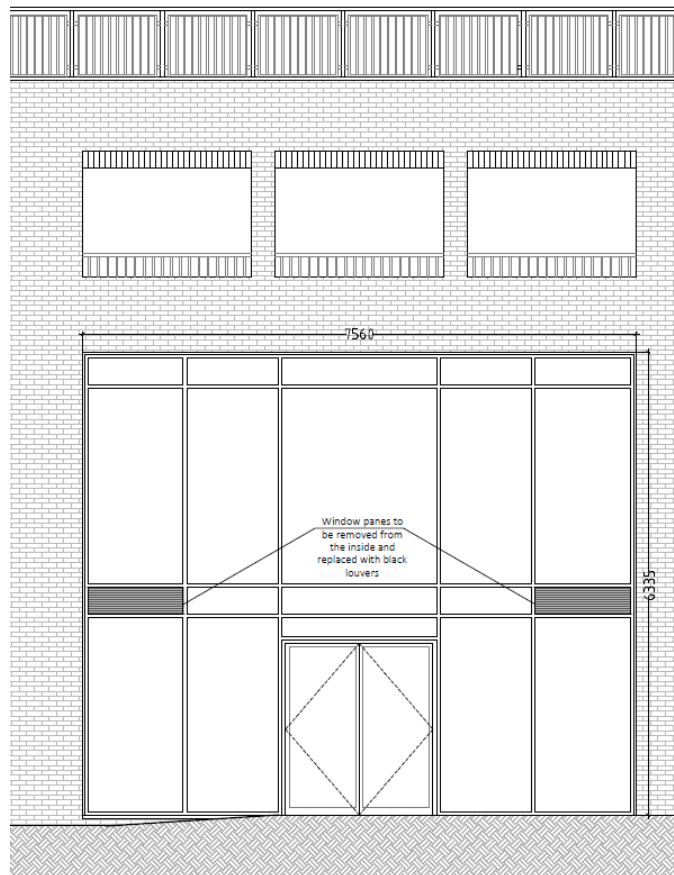 7560
Window panes to
be removed from
the inside and
replaced with black
louvers
6335